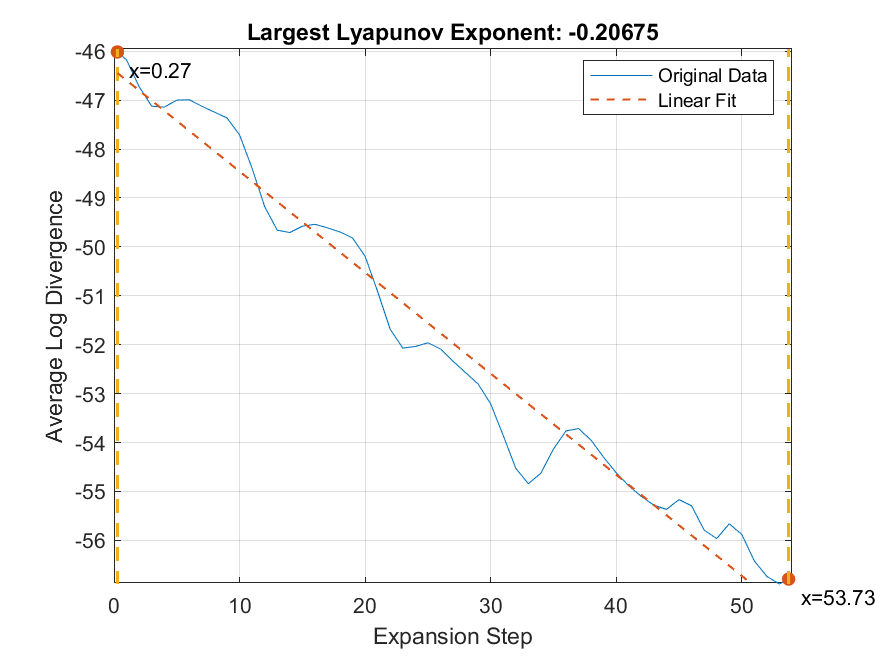 Largest Lyapunov Exponent: -0.20675
-46
x=0.27
Original Data
Linear Fit
-47
-48
-49
-50
-51
-52
-53
-54
-55
-56
Average Log Divergence
x=53.73
0
10
20
30
40
50
Expansion Step